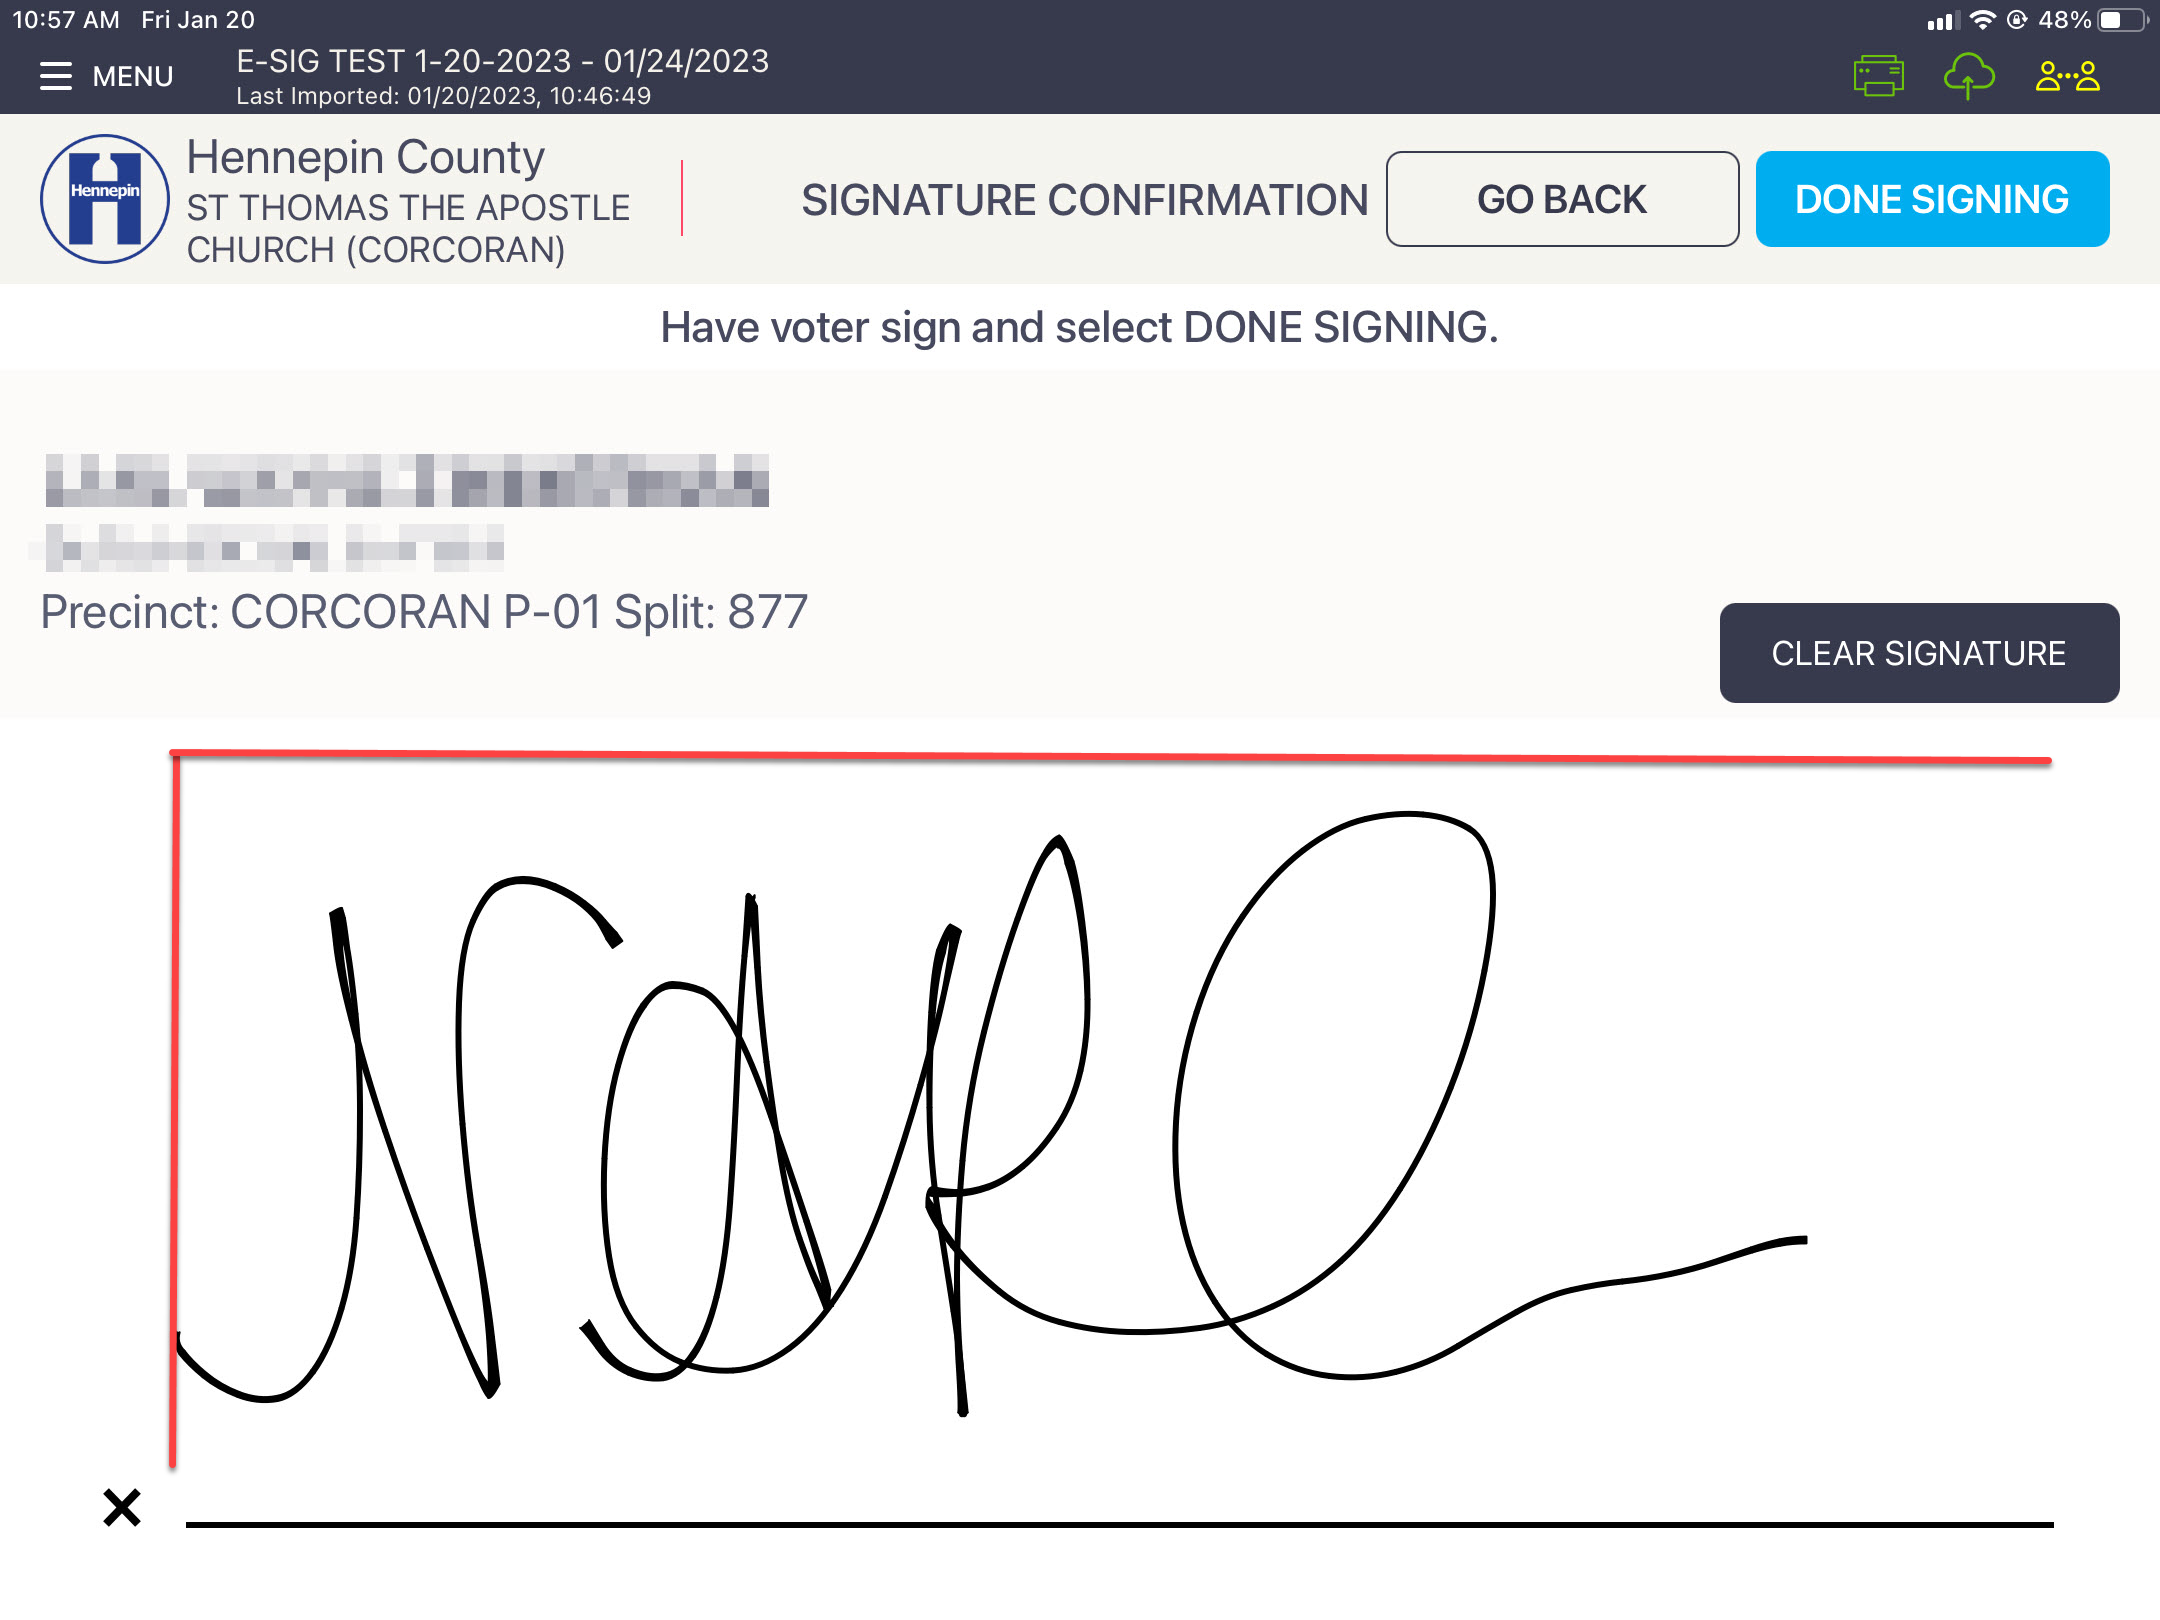 10:57 AM Fri Jan 20
48%
MENU
E-SIG TEST 1-20-2023 - 01/24/2023
Last Imported: 01/20/2023, 10:46:49
Hennepin
Hennepin County
ST THOMAS THE APOSTLE
CHURCH (CORCORAN)
SIGNATURE CONFIRMATION
GO BACK
DONE SIGNING
Have voter sign and select DONE SIGNING.
Precinct: CORCORAN P-01 Split: 877
CLEAR SIGNATURE
×